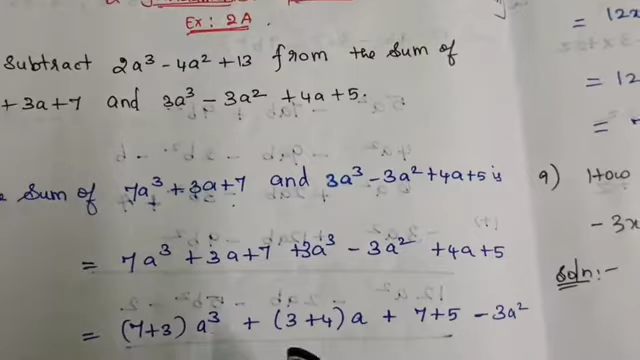 Ex: 2A.
Subtract 2a³ - 4a² + 13 from the sum of
+ 3a + 7 and 3a³ - 3a² + 4a + 5.
Sum of 7a³ + 3a + 7 and 3a³ - 3a² + 4a + 5 is
= 7a³ + 3a + 7 + 3a³ - 3a² + 4a + 5
= (7+3) a³ + (3+4) a + 7 + 5 - 3a²
= 12x
= 12
=
9) How
- 3x
Soln:-